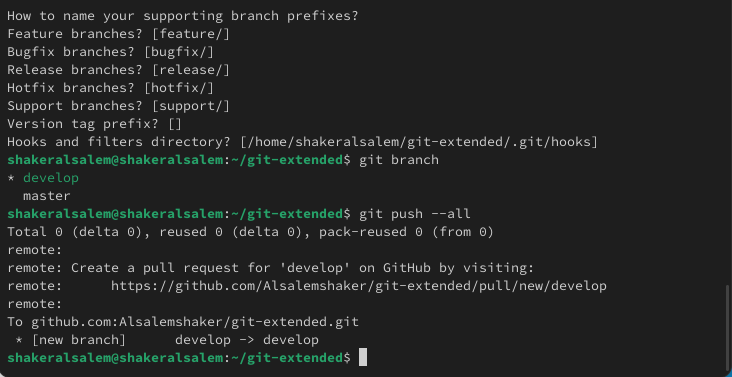 How to name your supporting branch prefixes?
Feature branches? [feature/]
Bugfix branches? [bugfix/]
Release branches? [release/]
Hotfix branches? [hotfix/]
Support branches? [support/]
Version tag prefix? []
Hooks and filters directory? [/home/shakeralsalem/git-extended/.git/hooks]
shakeralsalem@shakeralsalem:~/git-extended$ git branch
* develop
  master
shakeralsalem@shakeralsalem:~/git-extended$ git push --all
Total 0 (delta 0), reused 0 (delta 0), pack-reused 0 (from 0)
remote:
remote: Create a pull request for 'develop' on GitHub by visiting:
remote:      https://github.com/Alsalemshaker/git-extended/pull/new/develop
remote:
To github.com:Alsalemshaker/git-extended.git
 * [new branch]      develop -> develop
shakeralsalem@shakeralsalem:~/git-extended$